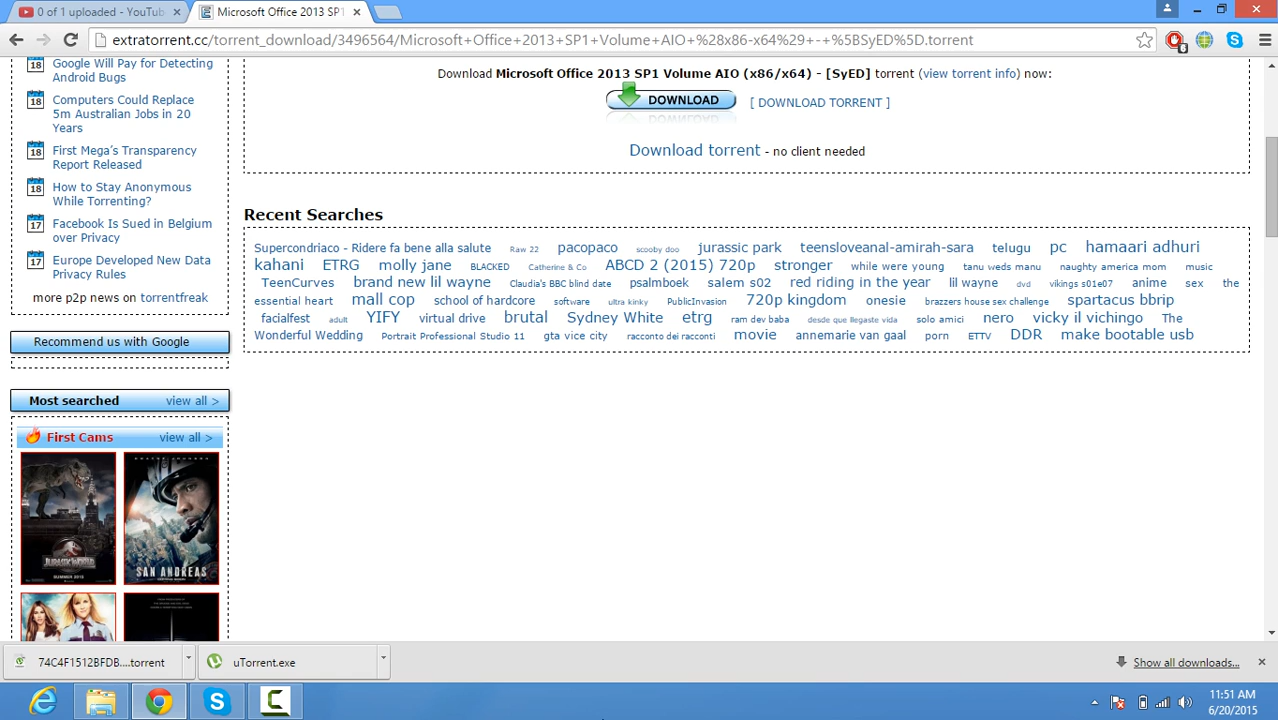 0 of 1 uploaded - YouTub
Microsoft Office 2013 SP1
extratorrent.cc/torrent_download/3496564/Microsoft+Office+2013+SP1+Volume+AIO+%28x86-x64%29+-+%5BSyED%5D.torrent
6
Google Will Pay for Detecting
Android Bugs
18
Computers Could Replace
5m Australian Jobs in 20
Years
18
First Mega's Transparency
Report Released
18
How to Stay Anonymous
While Torrenting?
18
Facebook Is Sued in Belgium
over Privacy
17
Europe Developed New Data
Privacy Rules
17
more p2p news on torrentfreak
Recommend us with Google
Most searched view all >
First Cams view all >
JURASSIC WORLD
SUMMER 2015
SAN ANDREAS
Download Microsoft Office 2013 SP1 Volume AIO (x86/x64) - [SyED] torrent (view torrent info) now:
DOWNLOAD [ DOWNLOAD TORRENT ]
Download torrent - no client needed
Recent Searches
Supercondriaco - Ridere fa bene alla salute Raw 22 pacopaco scooby doo jurassic park teensloveanal-amirah-sara telugu pc hamaari adhuri
kahani ETRG molly jane BLACKED Catherine & Co ABCD 2 (2015) 720p stronger while were young tanu weds manu naughty america mom music
TeenCurves brand new lil wayne Claudia's BBC blind date psalmboek salem s02 red riding in the year lil wayne dvd vikings s01e07 anime sex the
essential heart mall cop school of hardcore software ultra kinky PublicInvasion 720p kingdom onesie brazzers house sex challenge spartacus bbrip
facialfest adult YIFY virtual drive brutal Sydney White etrg ram dev baba desde que llegaste vida solo amici nero vicky il vichingo The
Wonderful Wedding Portrait Professional Studio 11 gta vice city racconto dei racconti movie annemarie van gaal porn ETTV DDR make bootable usb
74C4F1512BFDB....torrent
uTorrent.exe
Show all downloads...
11:51 AM
6/20/2015